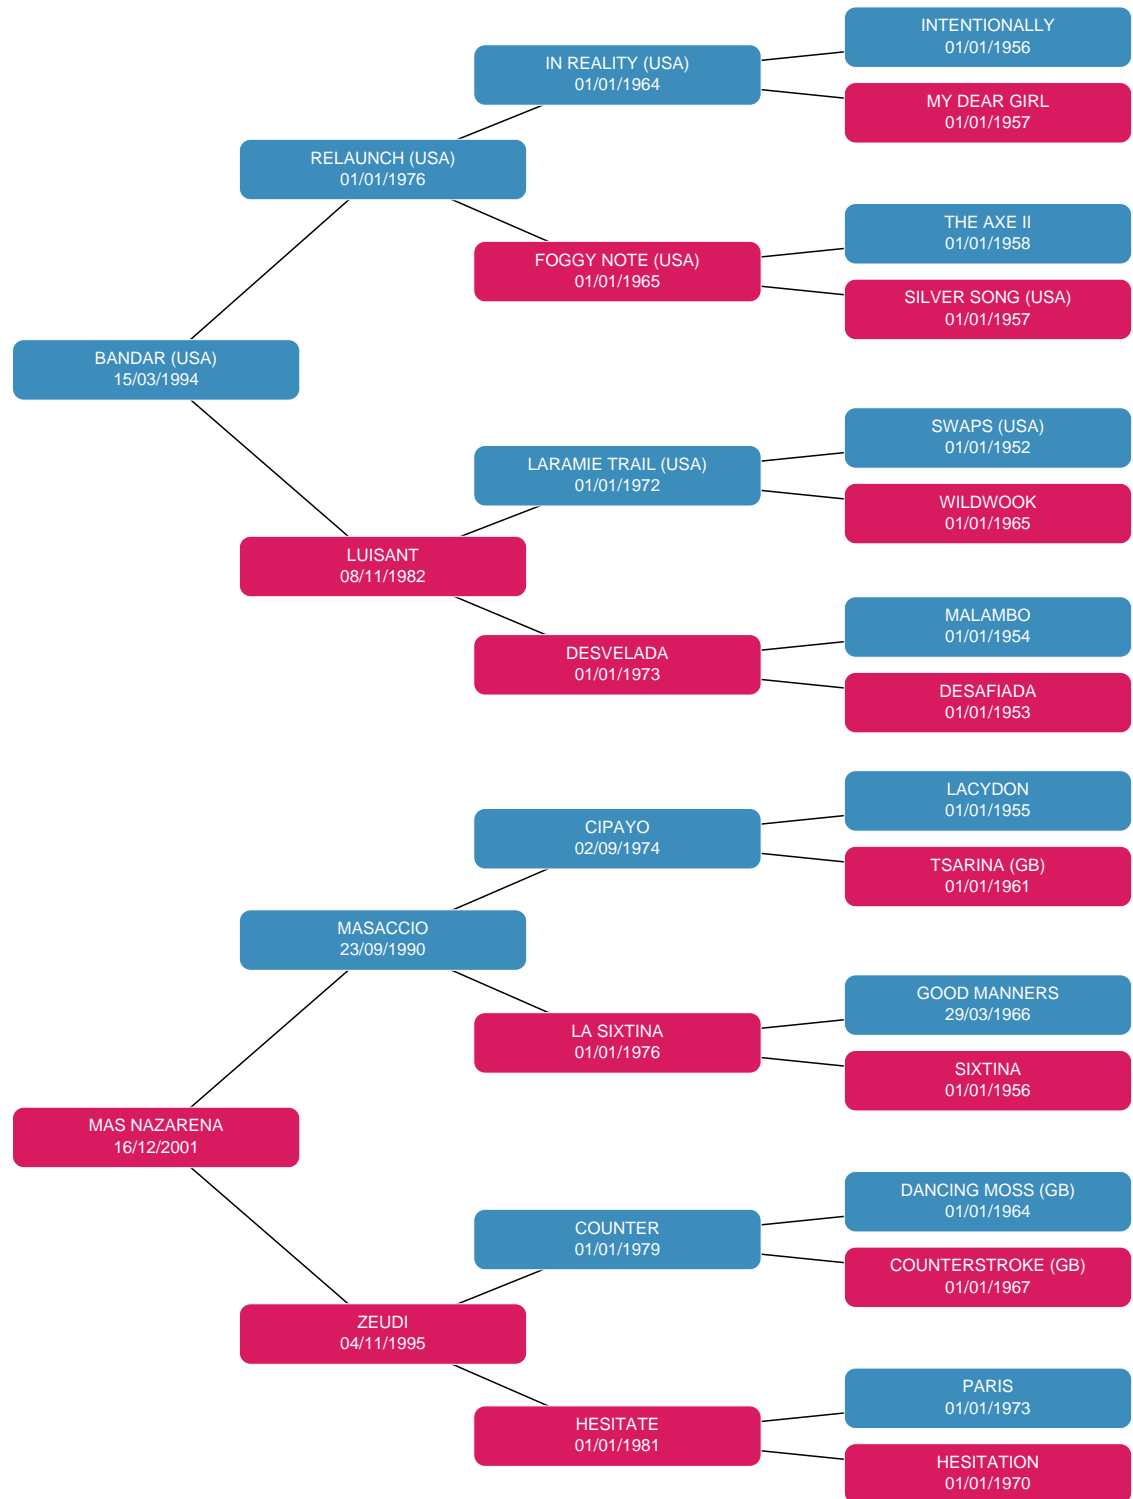 INTENTIONALLY
01/01/1956
IN REALITY (USA)
01/01/1964
MY DEAR GIRL
01/01/1957
RELAUNCH (USA)
01/01/1976
THE AXE II
01/01/1958
FOGGY NOTE (USA)
01/01/1965
SILVER SONG (USA)
01/01/1957
BANDAR (USA)
15/03/1994
SWAPS (USA)
01/01/1952
LARAMIE TRAIL (USA)
01/01/1972
WILDWOOK
01/01/1965
LUISANT
08/11/1982
MALAMBO
01/01/1954
DESVELADA
01/01/1973
DESAFIADA
01/01/1953
LACYDON
01/01/1955
CIPAYO
02/09/1974
TSARINA (GB)
01/01/1961
MASACCIO
23/09/1990
GOOD MANNERS
29/03/1966
LA SIXTINA
01/01/1976
SIXTINA
01/01/1956
MAS NAZARENA
16/12/2001
DANCING MOSS (GB)
01/01/1964
COUNTER
01/01/1979
COUNTERSTROKE (GB)
01/01/1967
ZEUDI
04/11/1995
PARIS
01/01/1973
HESITATE
01/01/1981
HESITATION
01/01/1970